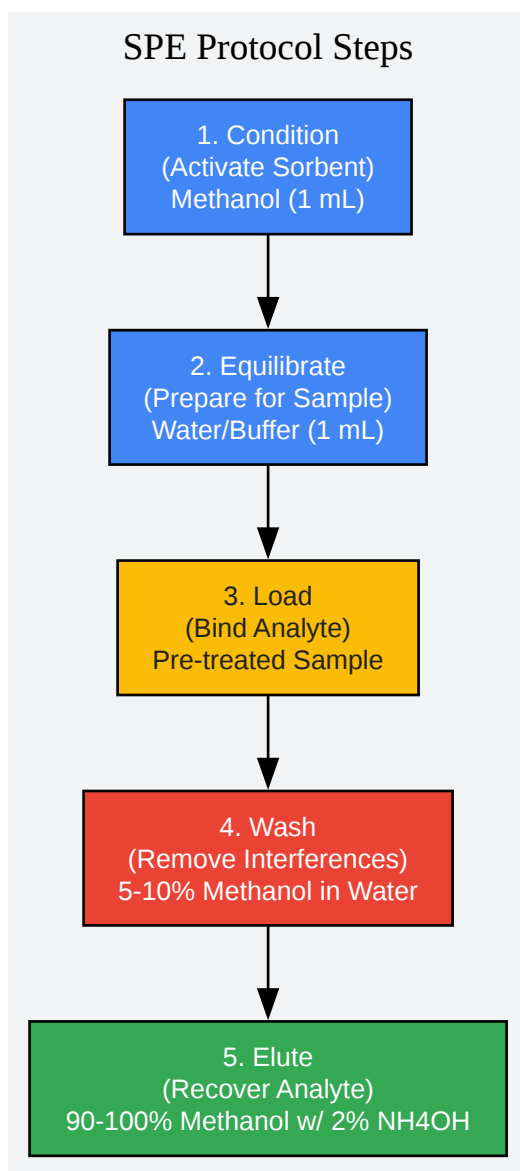 SPE Protocol Steps
1. Condition
(Activate Sorbent)
Methanol (1 mL)
2. Equilibrate
(Prepare for Sample)
Water/Buffer (1 mL)
3. Load
(Bind Analyte)
Pre-treated Sample
4. Wash
(Remove Interferences)
5-10% Methanol in Water
5. Elute
(Recover Analyte)
90-100% Methanol w/ 2% NH4OH